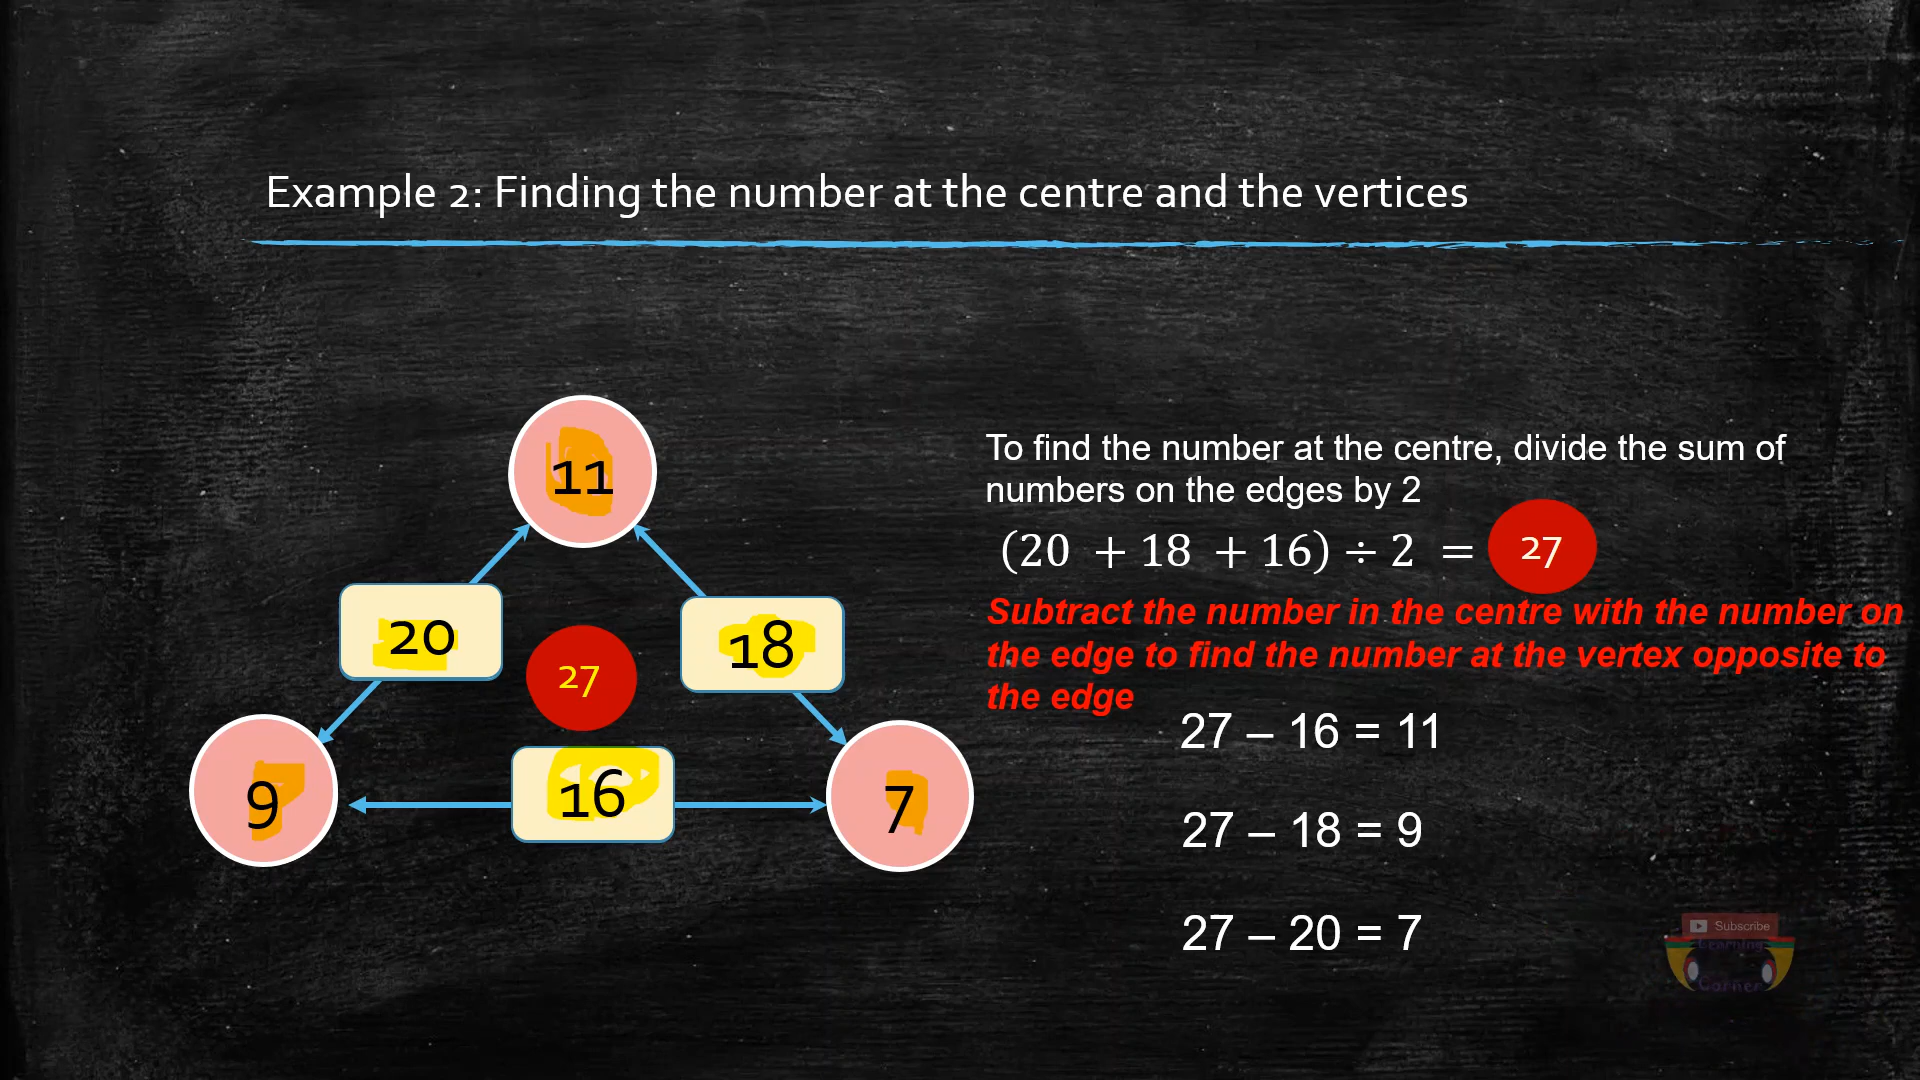 Example 2: Finding the number at the centre and the vertices
11
20
18
27
9
16
7
To find the number at the centre, divide the sum of
numbers on the edges by 2
(20 + 18 + 16) ÷ 2 = 27
Subtract the number in the centre with the number on
the edge to find the number at the vertex opposite to
the edge
27 – 16 = 11
27 – 18 = 9
27 – 20 = 7
Subscribe
Learning
Corner